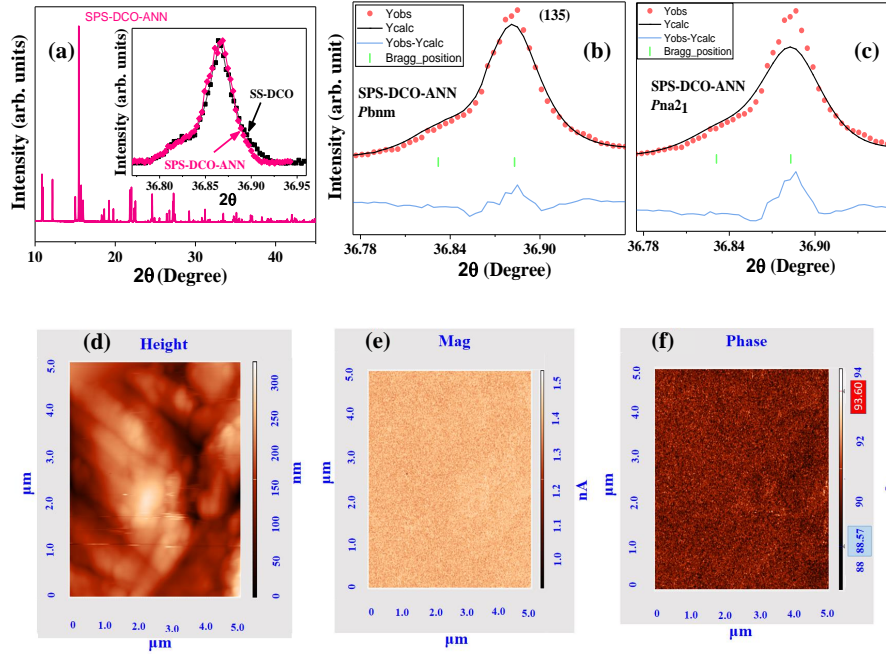 SPS-DCO-ANN
(a)
Intensity (arb. units)
SS-DCO
SPS-DCO-ANN
36.80 36.85 36.90 36.96
2θ
10 20 30 40
2θ (Degree)
Yobs
Ycalc
Yobs-Ycalc
Bragg_position
(135)
(b)
SPS-DCO-ANN
Pbnm
Intensity (arb. unit)
36.78 36.84 36.90
2θ (Degree)
Yobs
Ycalc
Yobs-Ycalc
Bragg_position
(c)
SPS-DCO-ANN
Pna21
Intensity (arb. unit)
36.78 36.84 36.90
2θ (Degree)
(d)
Height
5.0
4.0
3.0
2.0
1.0
0
μm
0 1.0 2.0 3.0 4.0 5.0
μm
300
250
200
150
100
50
0
nm
(e)
Mag
5.0
4.0
3.0
2.0
1.0
0
μm
0 1.0 2.0 3.0 4.0 5.0
μm
1.5
1.4
1.3
1.2
1.1
1.0
nA
(f)
Phase
5.0
4.0
3.0
2.0
1.0
0
μm
0 1.0 2.0 3.0 4.0 5.0
μm
94
93.60
92
90
88.57
88